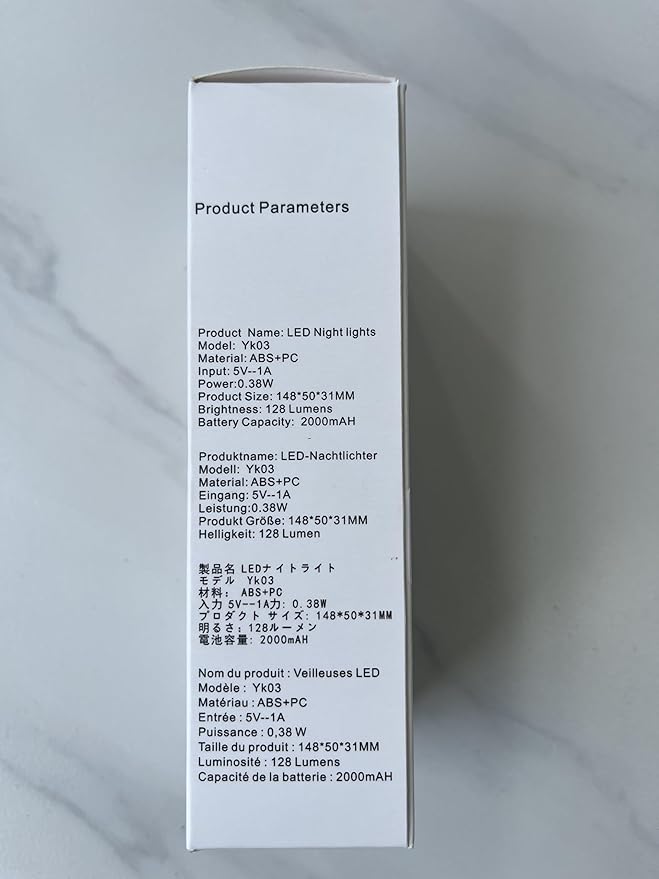 Product Parameters
Product Name: LED Night lights
Model: Yk03
Material: ABS+PC
Input: 5V--1A
Power:0.38W
Product Size: 148*50*31MM
Brightness: 128 Lumens
Battery Capacity: 2000mAH
Produktname: LED-Nachtlichter
Modell: Yk03
Material: ABS+PC
Eingang: 5V--1A
Leistung:0.38W
Produkt Größe: 148*50*31MM
Helligkeit: 128 Lumen
製品名 LEDナイトライト
モデル Yk03
材料: ABS+PC
入力 5V--1A力: 0.38W
プロダクト サイズ: 148*50*31MM
明るさ: 128ルーメン
電池容量: 2000mAH
Nom du produit : Veilleuses LED
Modèle : Yk03
Matériau : ABS+PC
Entrée : 5V--1A
Puissance : 0,38 W
Taille du produit : 148*50*31MM
Luminosité : 128 Lumens
Capacité de la batterie : 2000mAH